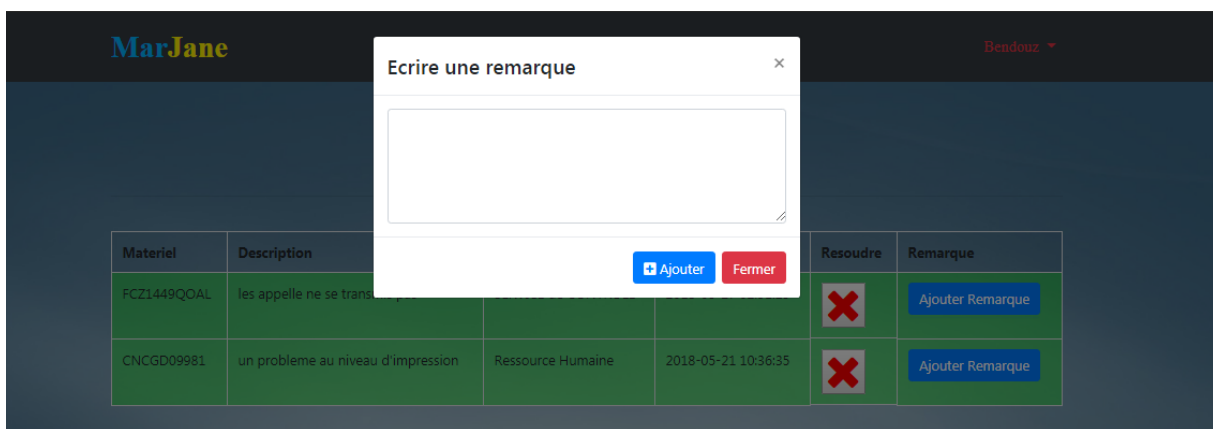 MarJane
Bendouz
Ecrire une remarque
×
Ajouter Fermer
Materiel Description Resoudre Remarque
FCZ1449QOAL les appelle ne se Ajouter Remarque
CNCGD09981 un probleme au niveau d'impression Ressource Humaine 2018-05-21 10:36:35 Ajouter Remarque